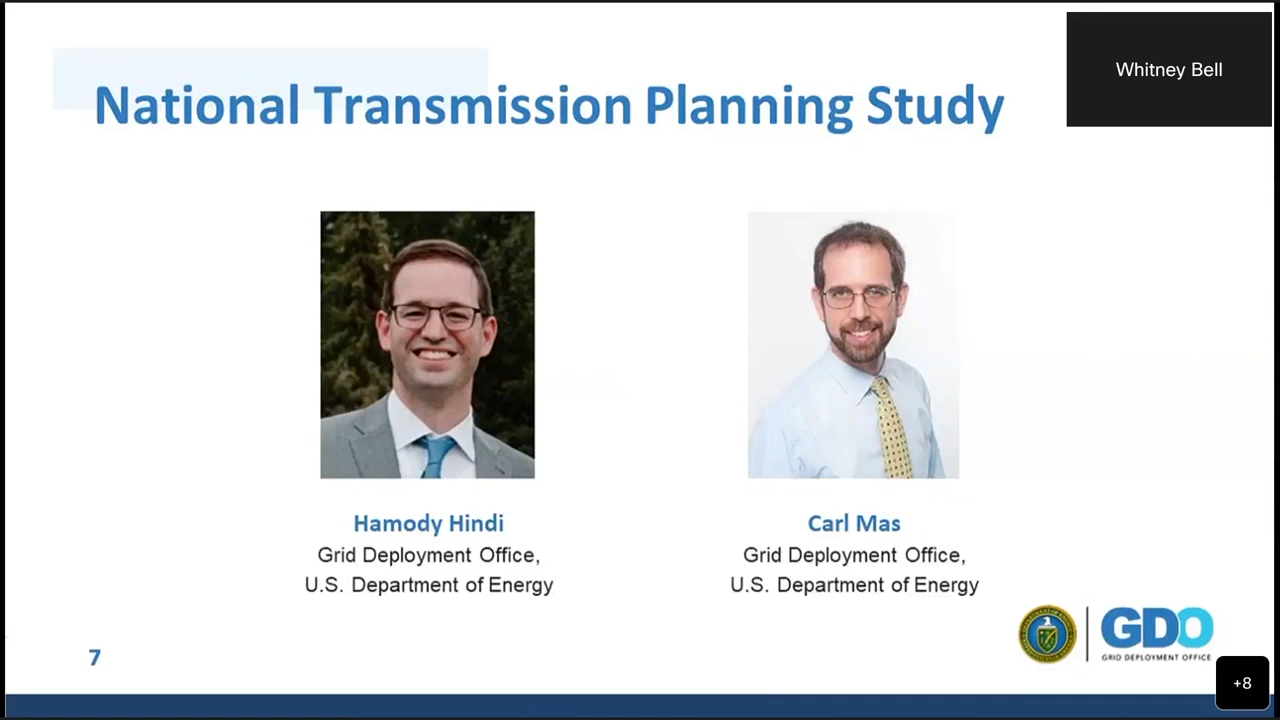 National Transmission Planning Study
Whitney Bell
Hamody Hindi
Grid Deployment Office,
U.S. Department of Energy
Carl Mas
Grid Deployment Office,
U.S. Department of Energy
GDO
GRID DEPLOYMENT OFFICE
7
+8